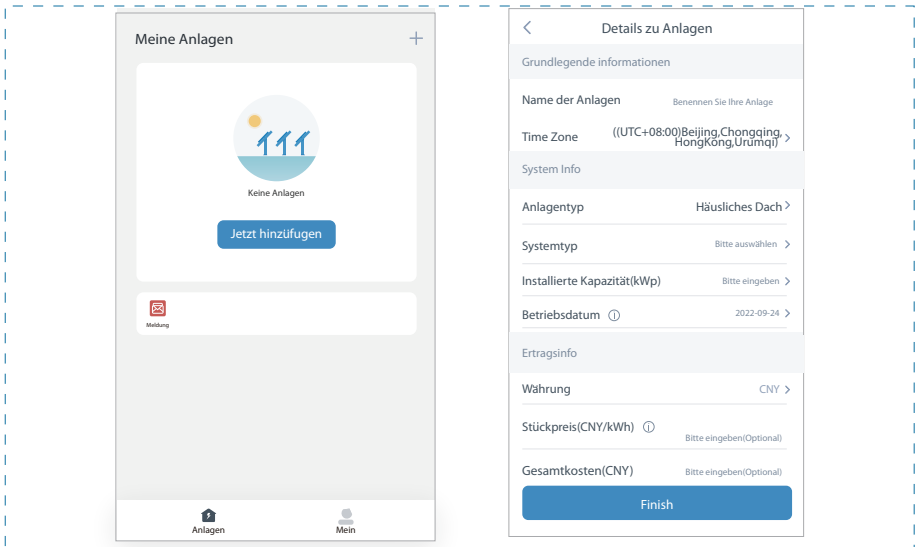 Meine Anlagen
Keine Anlagen
Jetzt hinzufügen
Meldung
Anlagen
Mein
Details zu Anlagen
Grundlegende informationen
Name der Anlagen Benennen Sie Ihre Anlage
Time Zone ((UTC+08:00)Beijing,Chongqing,
HongKong,Urumqi)
System Info
Anlagentyp Häusliches Dach
Systemtyp Bitte auswählen
Installierte Kapazität(kWp) Bitte eingeben
Betriebsdatum 2022-09-24
Ertragsinfo
Währung CNY
Stückpreis(CNY/kWh)
Bitte eingeben(Optional)
Gesamtkosten(CNY) Bitte eingeben(Optional)
Finish